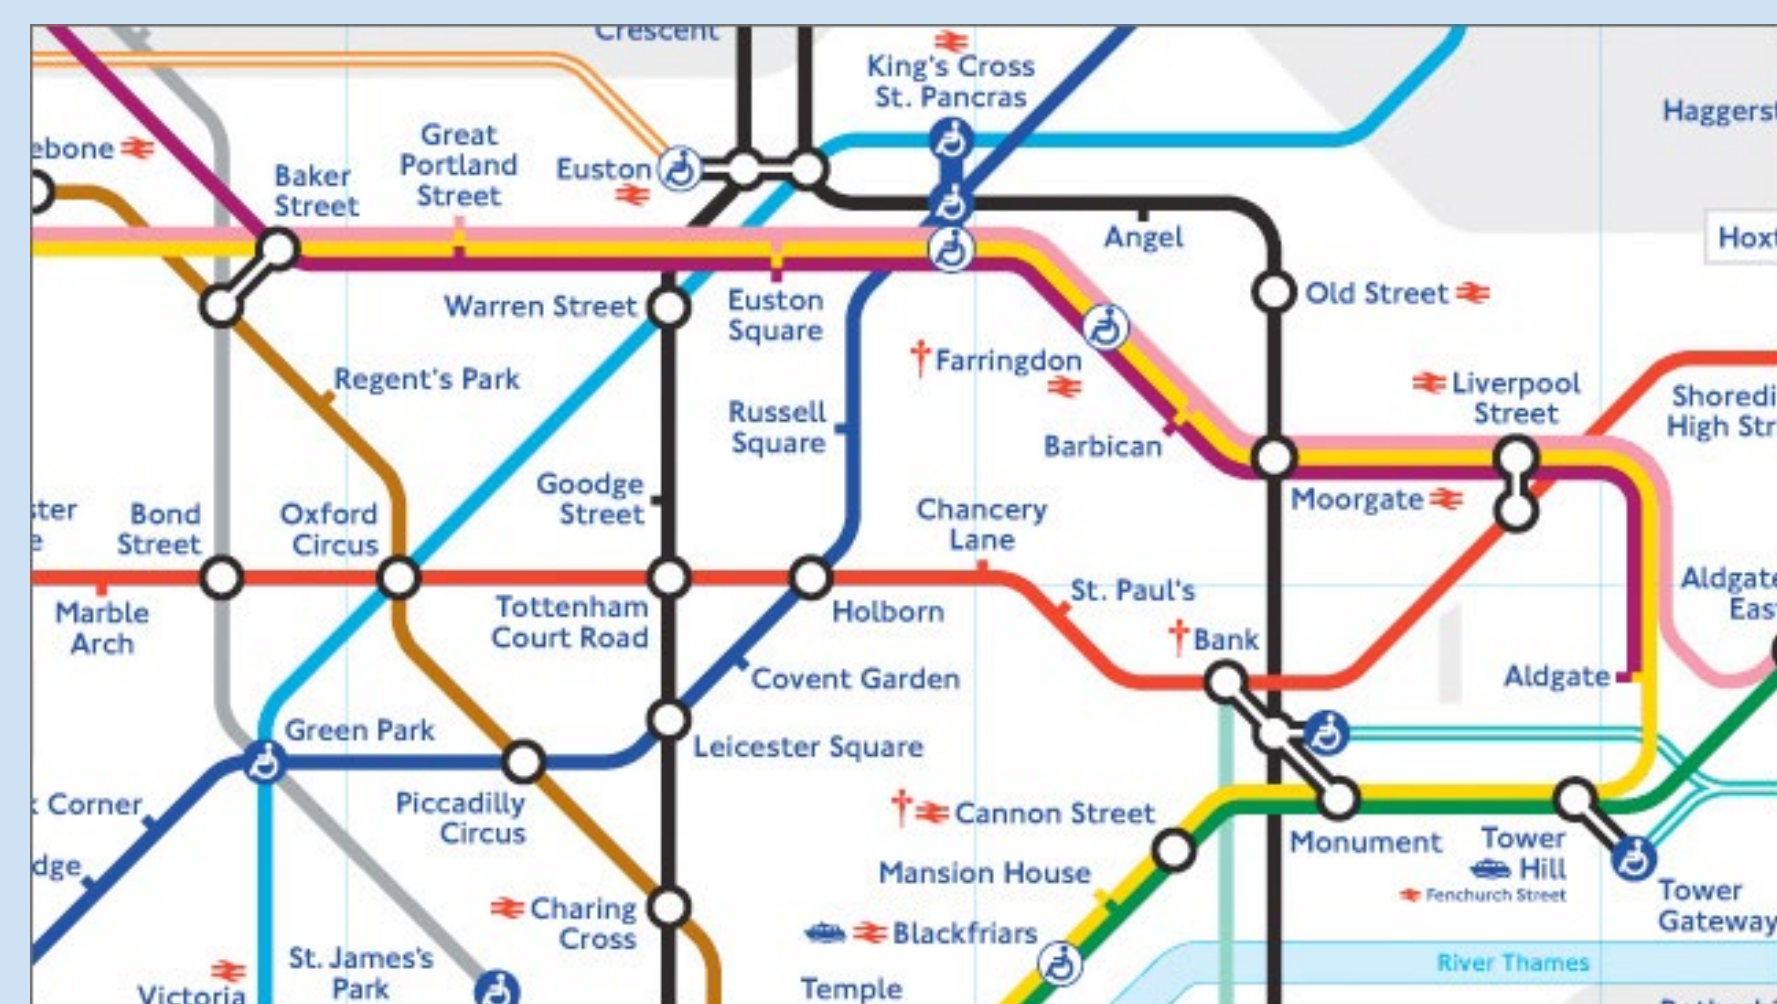 Crescent
King's Cross
St. Pancras
Haggerst
ebone
Great
Portland
Street
Euston
Baker
Street
Angel
Hoxt
Warren Street
Euston
Square
Old Street
†Farringdon
Regent's Park
Liverpool
Street
Shoredi
High Str
Russell
Square
Barbican
Goodge
Street
Moorgate
ster
e
Bond
Street
Oxford
Circus
Chancery
Lane
Aldgate
Eas
St. Paul's
Marble
Arch
Tottenham
Court Road
Holborn
†Bank
Covent Garden
Aldgate
Green Park
Leicester Square
Corner
Piccadilly
Circus
†Cannon Street
Monument
Tower
Hill
Fenchurch Street
dge
Mansion House
Tower
Gateway
Charing
Cross
Blackfriars
St. James's
Park
River Thames
Victoria
Temple